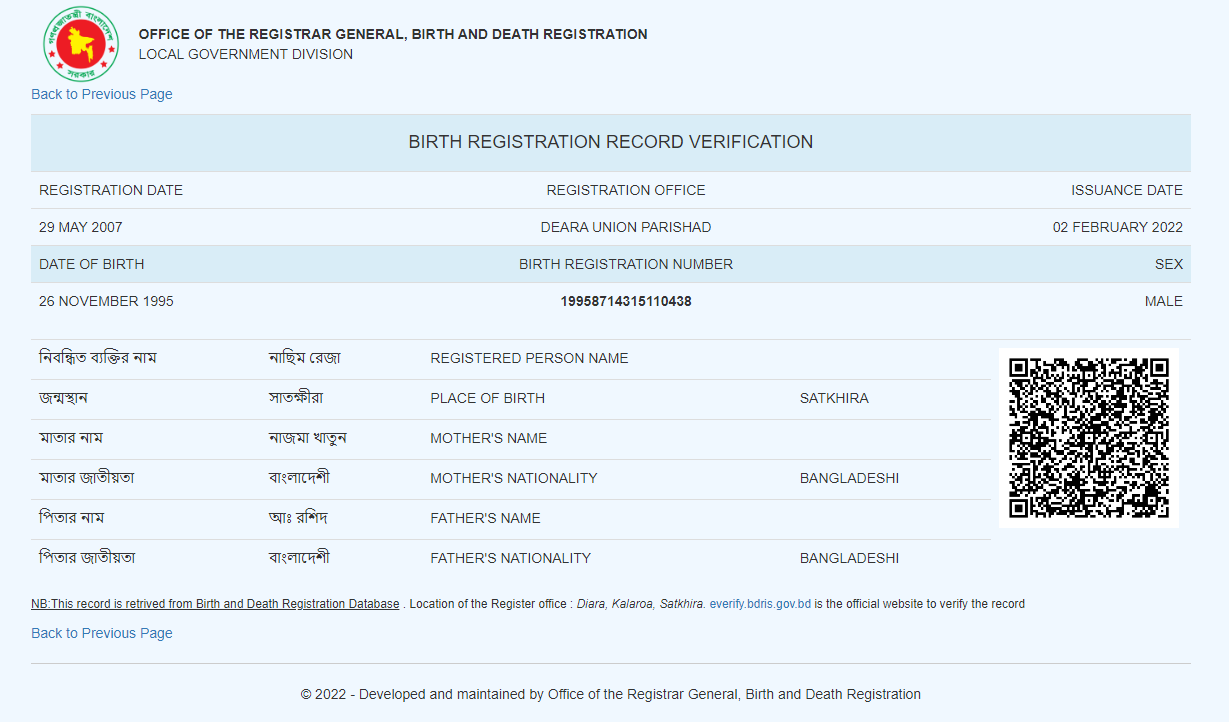 গণপ্রজাতন্ত্রী বাংলাদেশ
সরকার
OFFICE OF THE REGISTRAR GENERAL, BIRTH AND DEATH REGISTRATION
LOCAL GOVERNMENT DIVISION
Back to Previous Page
BIRTH REGISTRATION RECORD VERIFICATION
REGISTRATION DATE REGISTRATION OFFICE ISSUANCE DATE
29 MAY 2007 DEARA UNION PARISHAD 02 FEBRUARY 2022
DATE OF BIRTH BIRTH REGISTRATION NUMBER SEX
26 NOVEMBER 1995 19958714315110438 MALE
নিবন্ধিত ব্যক্তির নাম নাছিম রেজা REGISTERED PERSON NAME
জন্মস্থান সাতক্ষীরা PLACE OF BIRTH SATKHIRA
মাতার নাম নাজমা খাতুন MOTHER'S NAME
মাতার জাতীয়তা বাংলাদেশী MOTHER'S NATIONALITY BANGLADESHI
পিতার নাম আঃ রশিদ FATHER'S NAME
পিতার জাতীয়তা বাংলাদেশী FATHER'S NATIONALITY BANGLADESHI
NB:This record is retrived from Birth and Death Registration Database . Location of the Register office : Diara, Kalaroa, Satkhira. everify.bdris.gov.bd is the official website to verify the record
Back to Previous Page
© 2022 - Developed and maintained by Office of the Registrar General, Birth and Death Registration